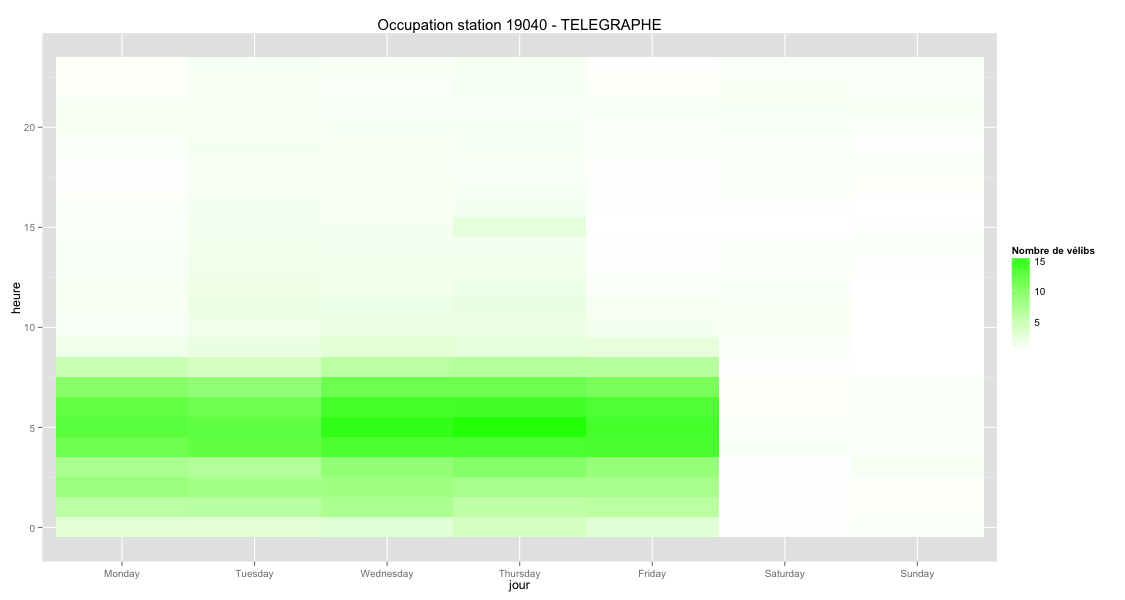 Occupation station 19040 - TELEGRAPHE
heure
20
15
10
5
0
Monday Tuesday Wednesday Thursday Friday Saturday Sunday
jour
Nombre de vélibs
15
10
5